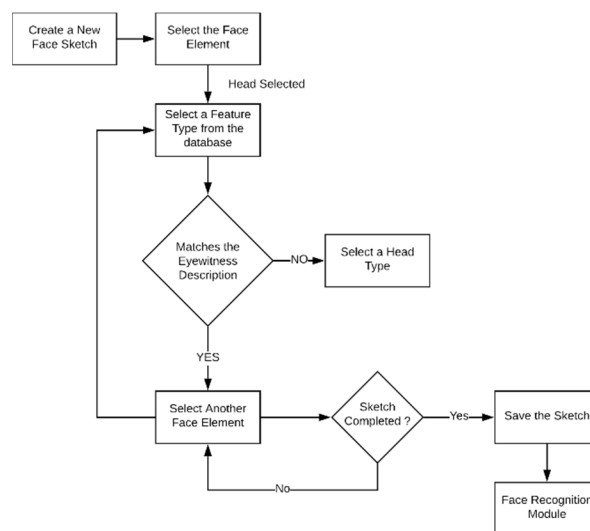 Create a New
Face Sketch
Select the Face
Element
Head Selected
Select a Feature
Type from the
database
Matches the
Eyewitness
Description
NO
Select a Head
Type
YES
Select Another
Face Element
Sketch
Completed ?
Yes
Save the Sketch
No
Face Recognition
Module